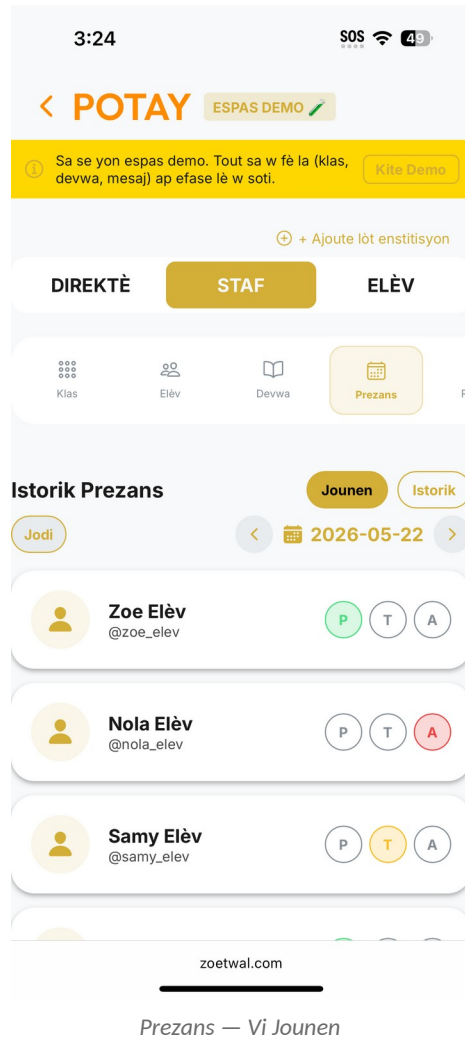 3:24
SOS 49
POTAY ESPAS DEMO
Sa se yon espas demo. Tout sa w fè la (klas,
devwa, mesaj) ap efase lè w soti.
Kite Demo
+ Ajoute lòt enstitisyon
DIREKTÈ STAF ELÈV
Klas Elèv Devwa Prezans
Istorik Prezans Jounen Istorik
Jodi 2026-05-22
Zoe Elèv
@zoe_elev
P T A
Nola Elèv
@nola_elev
P T A
Samy Elèv
@samy_elev
P T A
zoetwal.com
Prezans — Vi Jounen